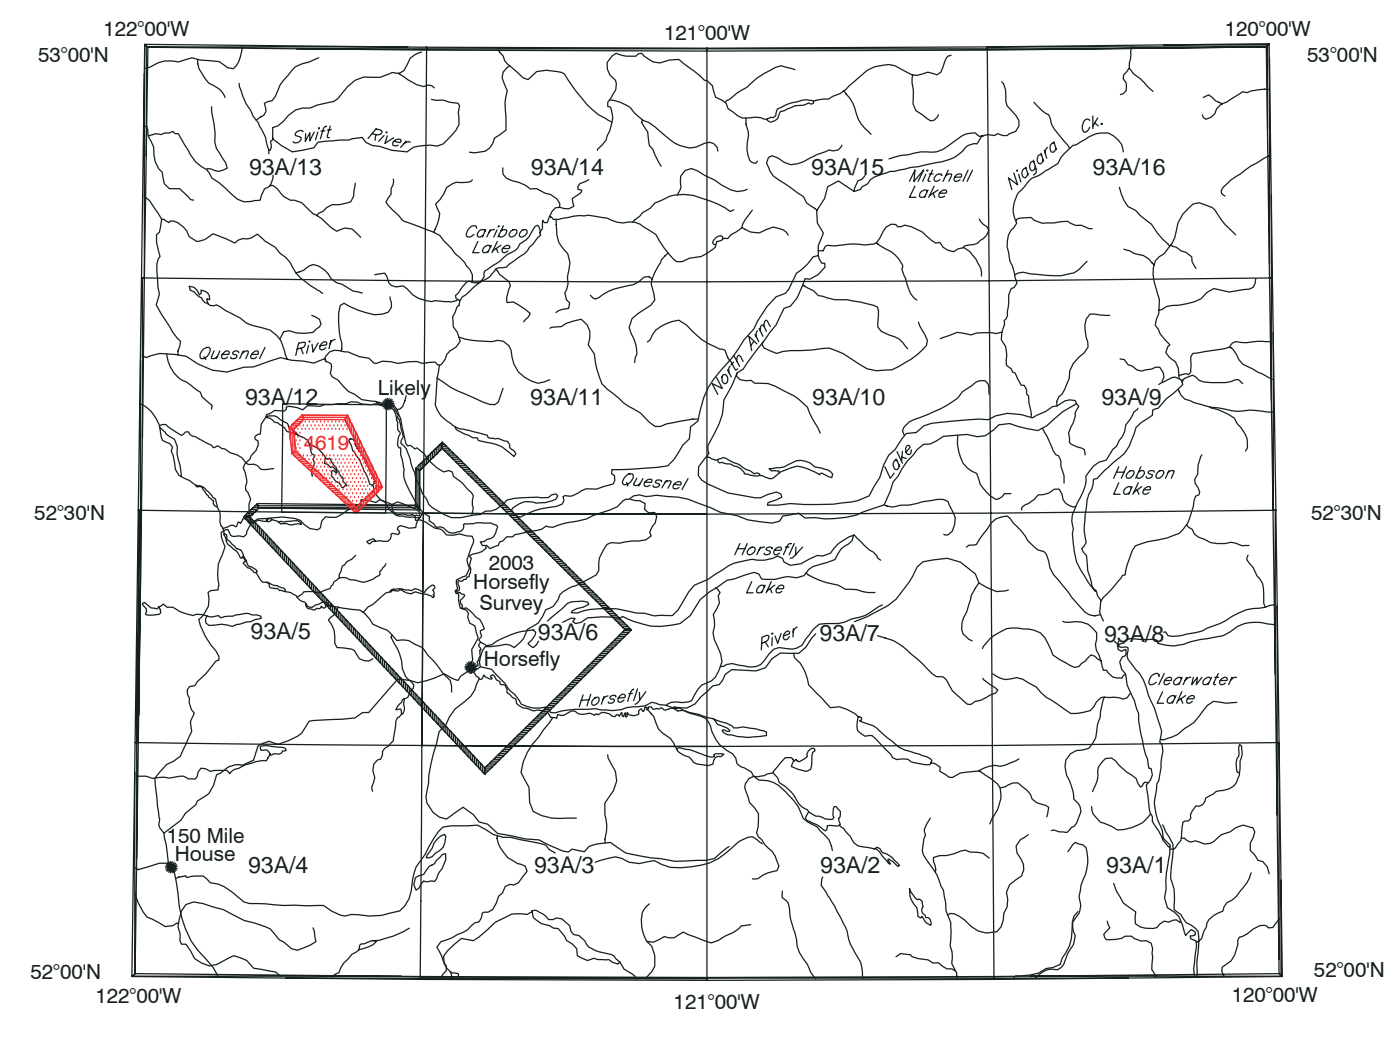 122°00'W
121°00'W
120°00'W
53°00'N
53°00'N
Swift River
Ck.
Niagara
93A/13
93A/14
93A/15
93A/16
Mitchell
Lake
Cariboo
Lake
Quesnel River
North Arm
93A/12
Likely
93A/11
93A/10
93A/9
4619
Lake
Quesnel
Hobson
Lake
52°30'N
52°30'N
2003
Horsefly
Survey
Horsefly
Lake
93A/5
93A/6
River
93A/7
93A/8
Horsefly
Horsefly
Clearwater
Lake
150 Mile
House
93A/4
93A/3
93A/2
93A/1
52°00'N
52°00'N
122°00'W
121°00'W
120°00'W